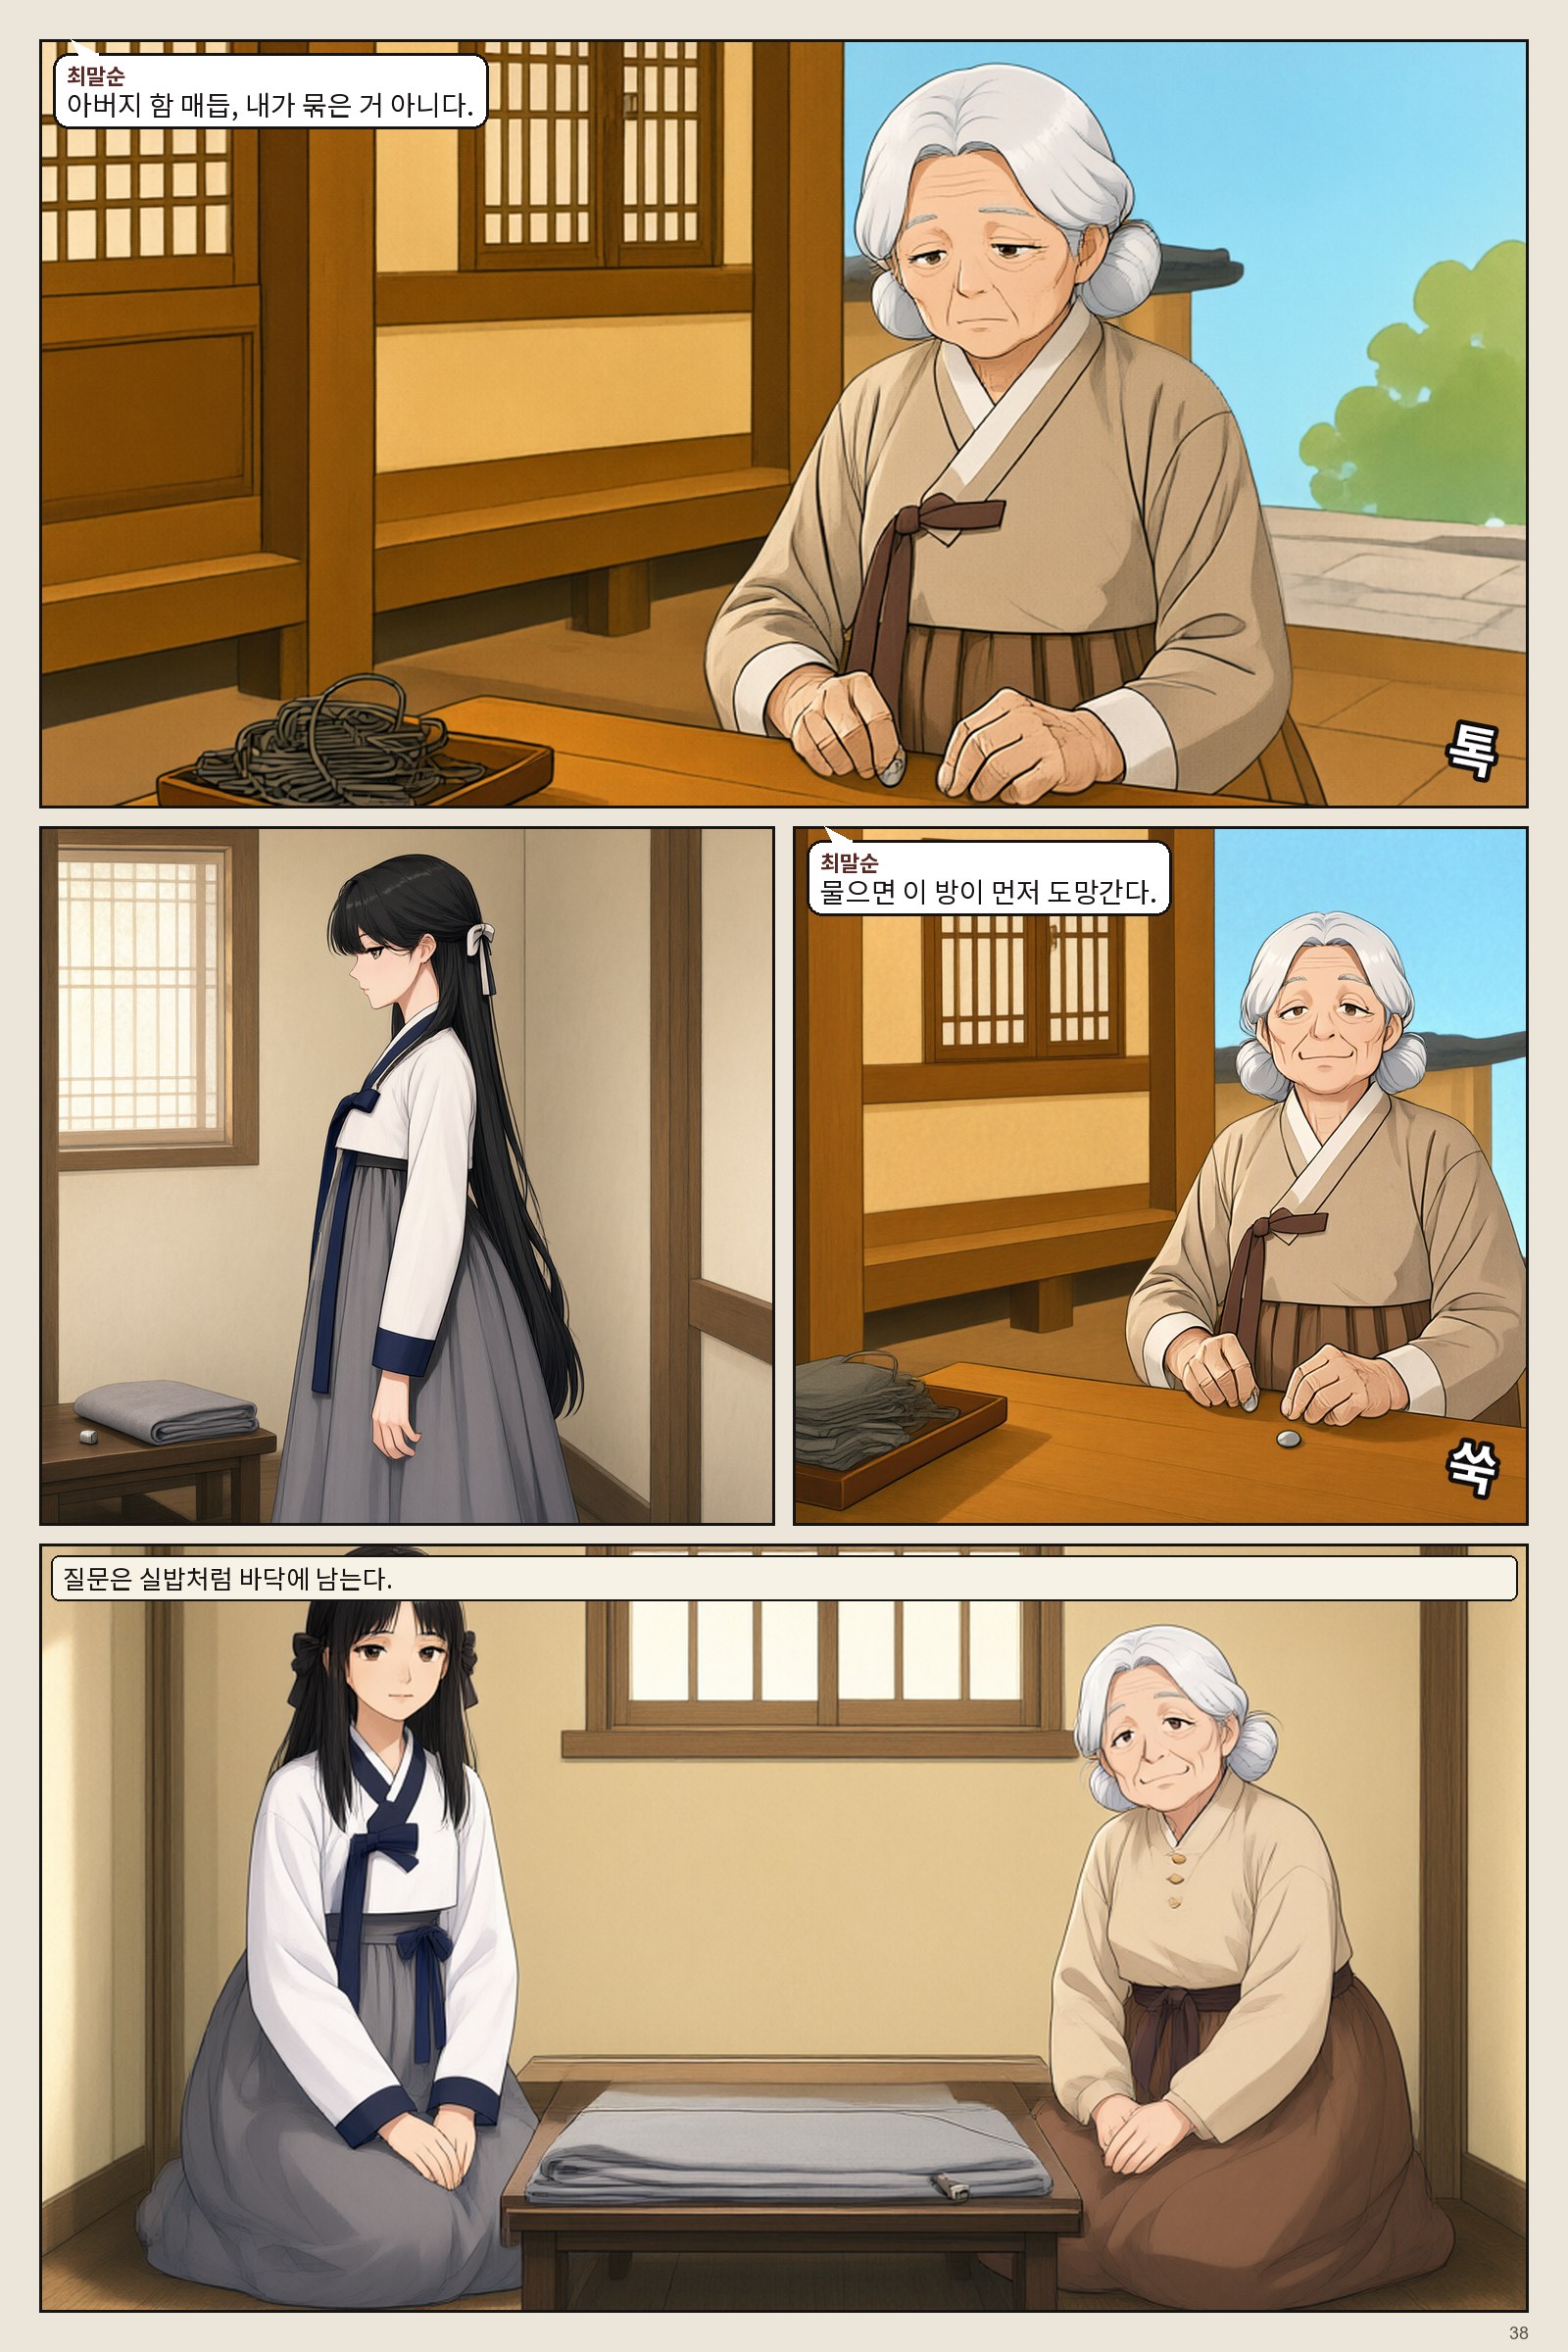 최말순
아버지 함 매듭, 내가 묶은 거 아니다.
톡
최말순
물으면 이 방이 먼저 도망간다.
쑥
질문은 실밥처럼 바닥에 남는다.
38